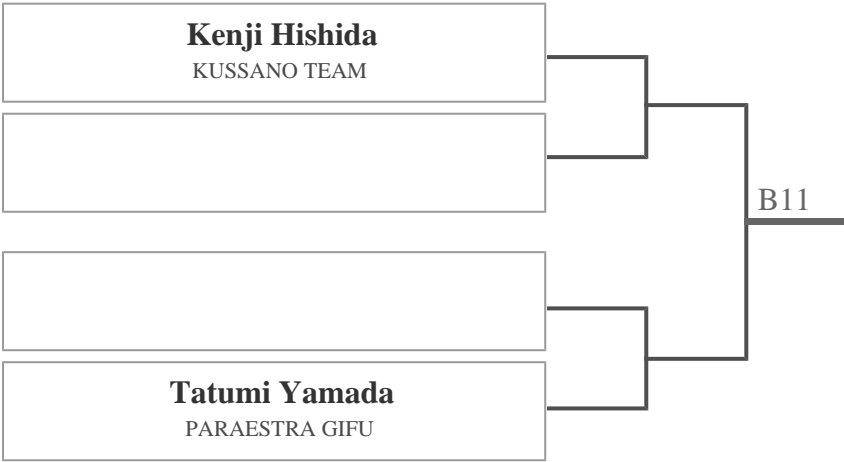 Kenji Hishida
KUSSANO TEAM
B11
Tatumi Yamada
PARAESTRA GIFU